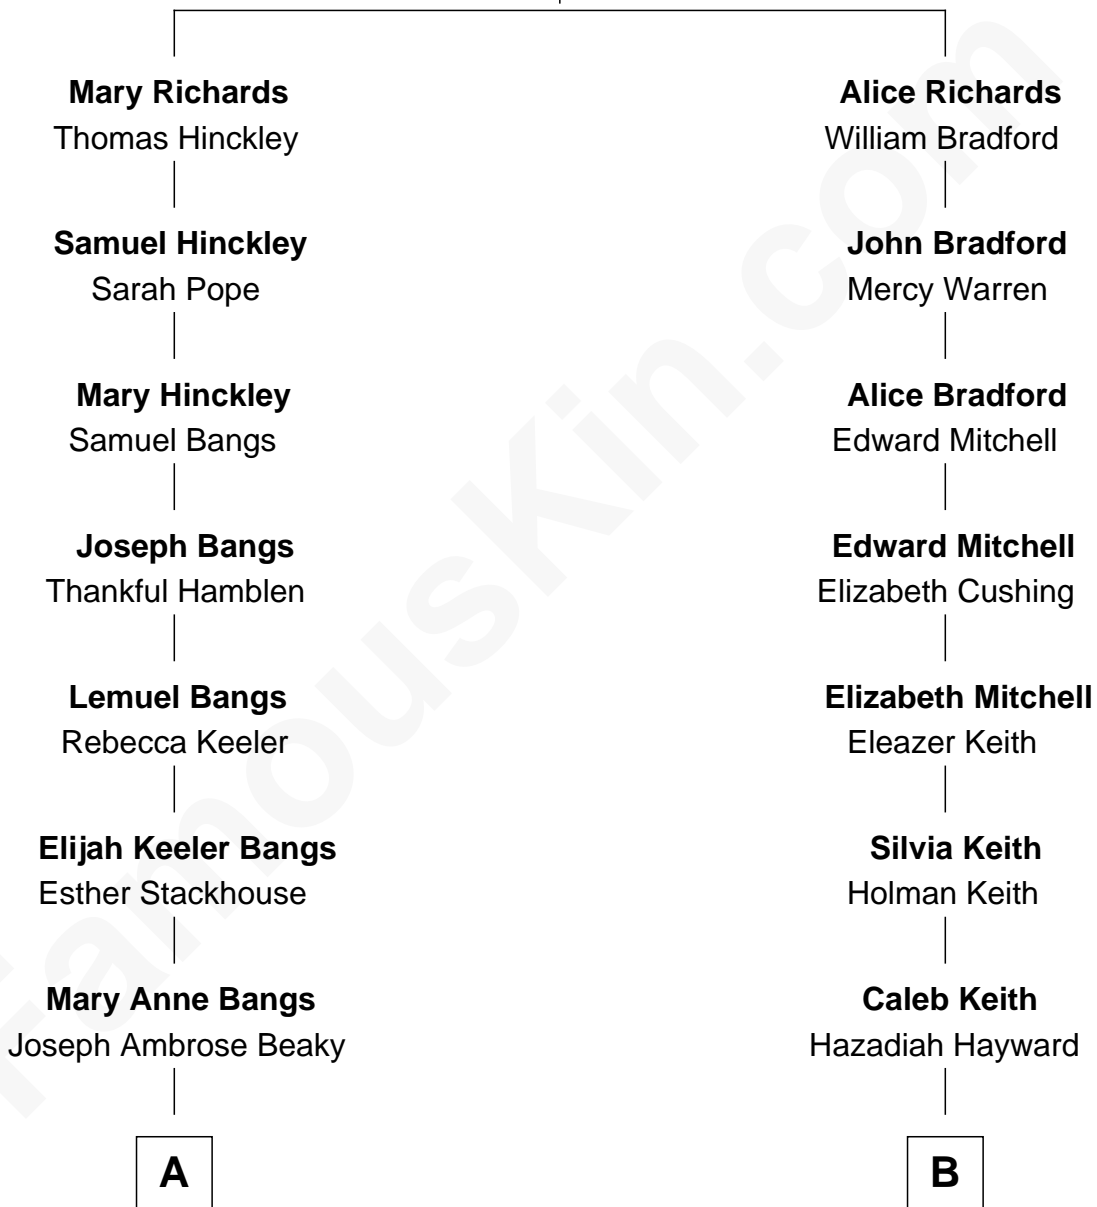 Mary Richards
Thomas Hinckley
Samuel Hinckley
Sarah Pope
Mary Hinckley
Samuel Bangs
Joseph Bangs
Thankful Hamblen
Lemuel Bangs
Rebecca Keeler
Elijah Keeler Bangs
Esther Stackhouse
Mary Anne Bangs
Joseph Ambrose Beaky
A
Alice Richards
William Bradford
John Bradford
Mercy Warren
Alice Bradford
Edward Mitchell
Edward Mitchell
Elizabeth Cushing
Elizabeth Mitchell
Eleazer Keith
Silvia Keith
Holman Keith
Caleb Keith
Hazadiah Hayward
B
FamousKin.com